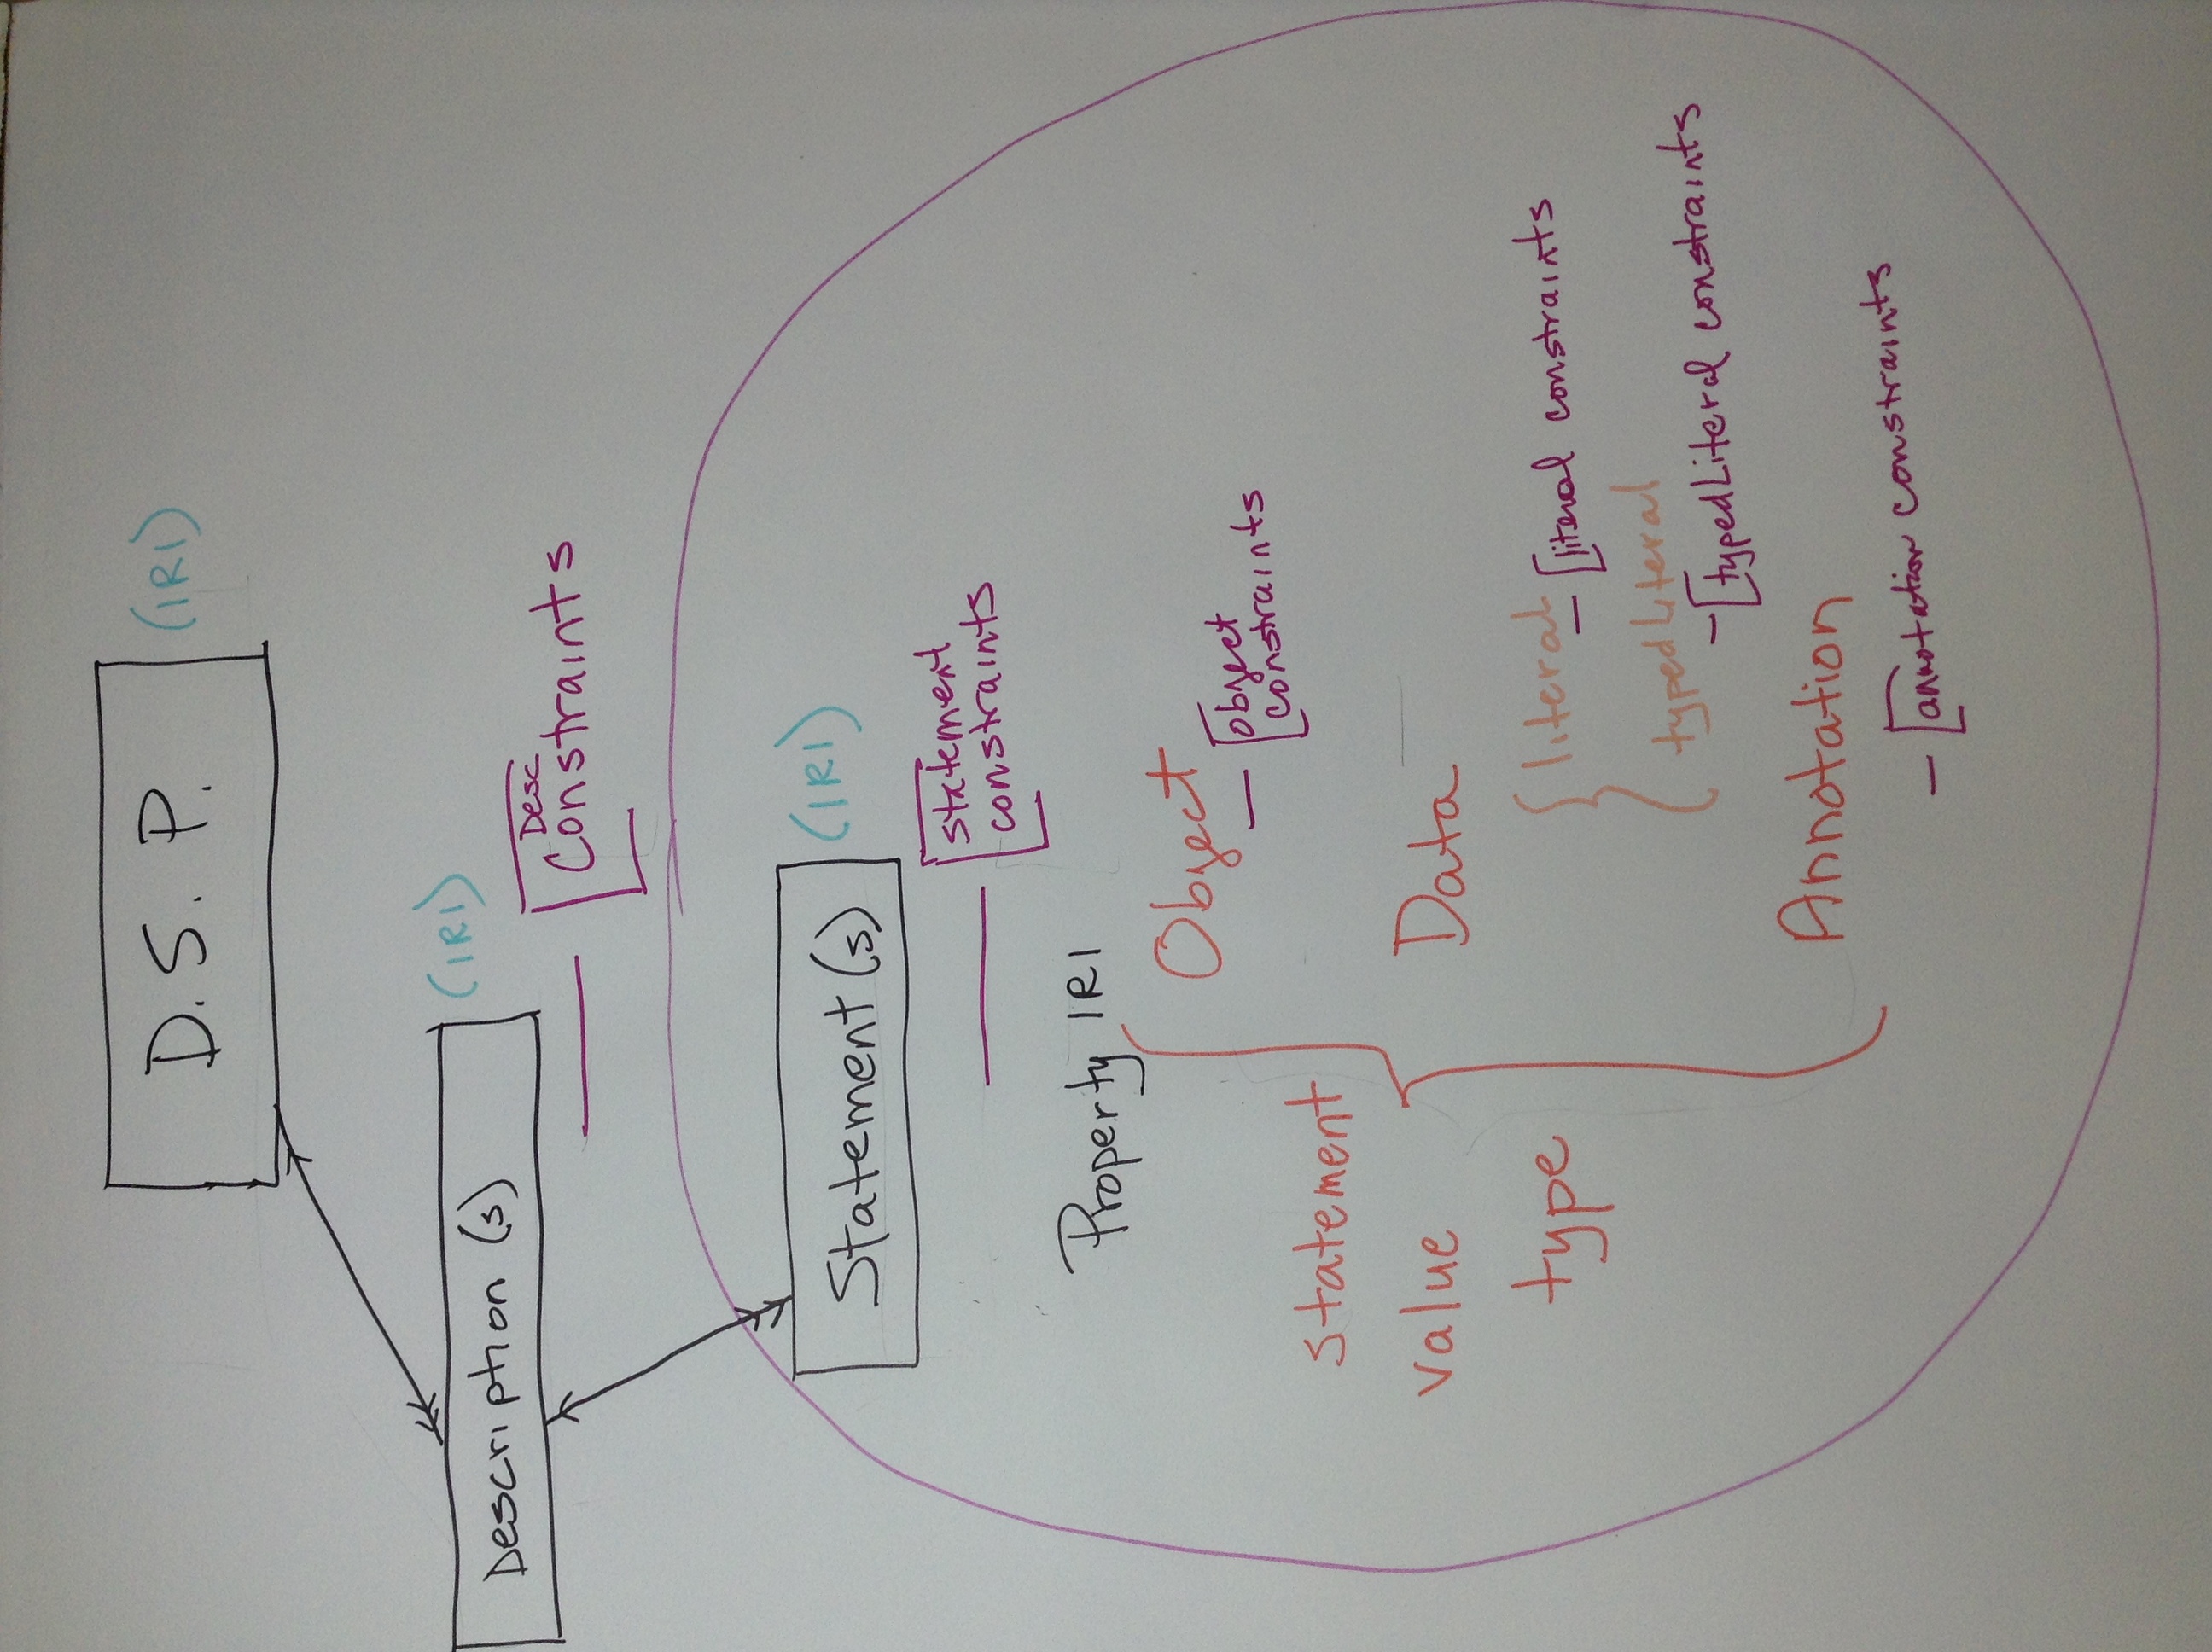 D. S. P.
(IRI)
Description (s)
(IRI)
Desc
Constraints
Statement (s)
(IRI)
statement
constraints
Property IRI
Object
object
constraints
statement
value
type
Data
literal
literal constraints
typedLiteral
typedLiteral constraints
Annotation
annotation constraints